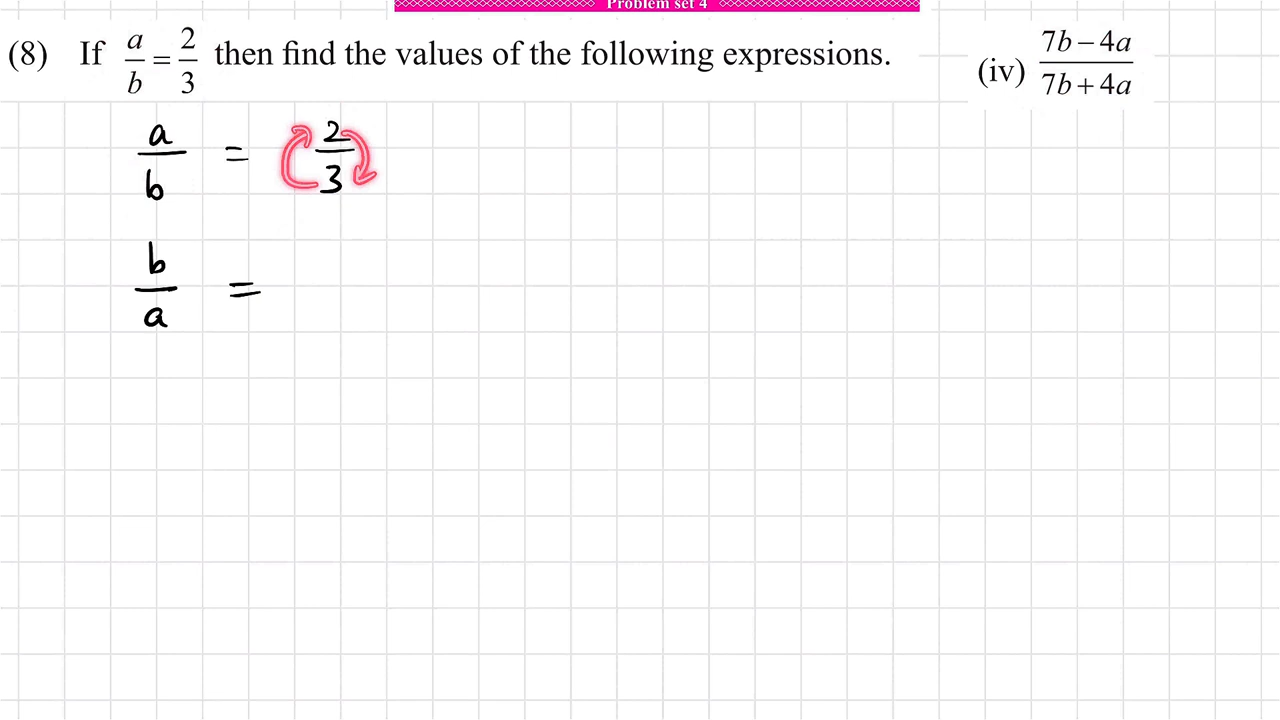 Problem set 4
(8) If a/b = 2/3 then find the values of the following expressions. (iv) 7b − 4a / 7b + 4a
a/b = 2/3
b/a =